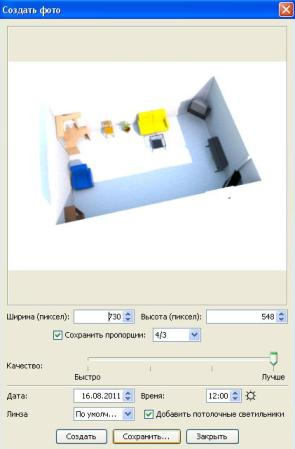 Создать фото
Ширина (пиксел): 730 Высота (пиксел): 548
Сохранить пропорции: 4/3
Качество:
Быстро Лучше
Дата: 16.08.2011 Время: 12:00
Линза По умолч... Добавить потолочные светильники
Создать Сохранить... Закрыть